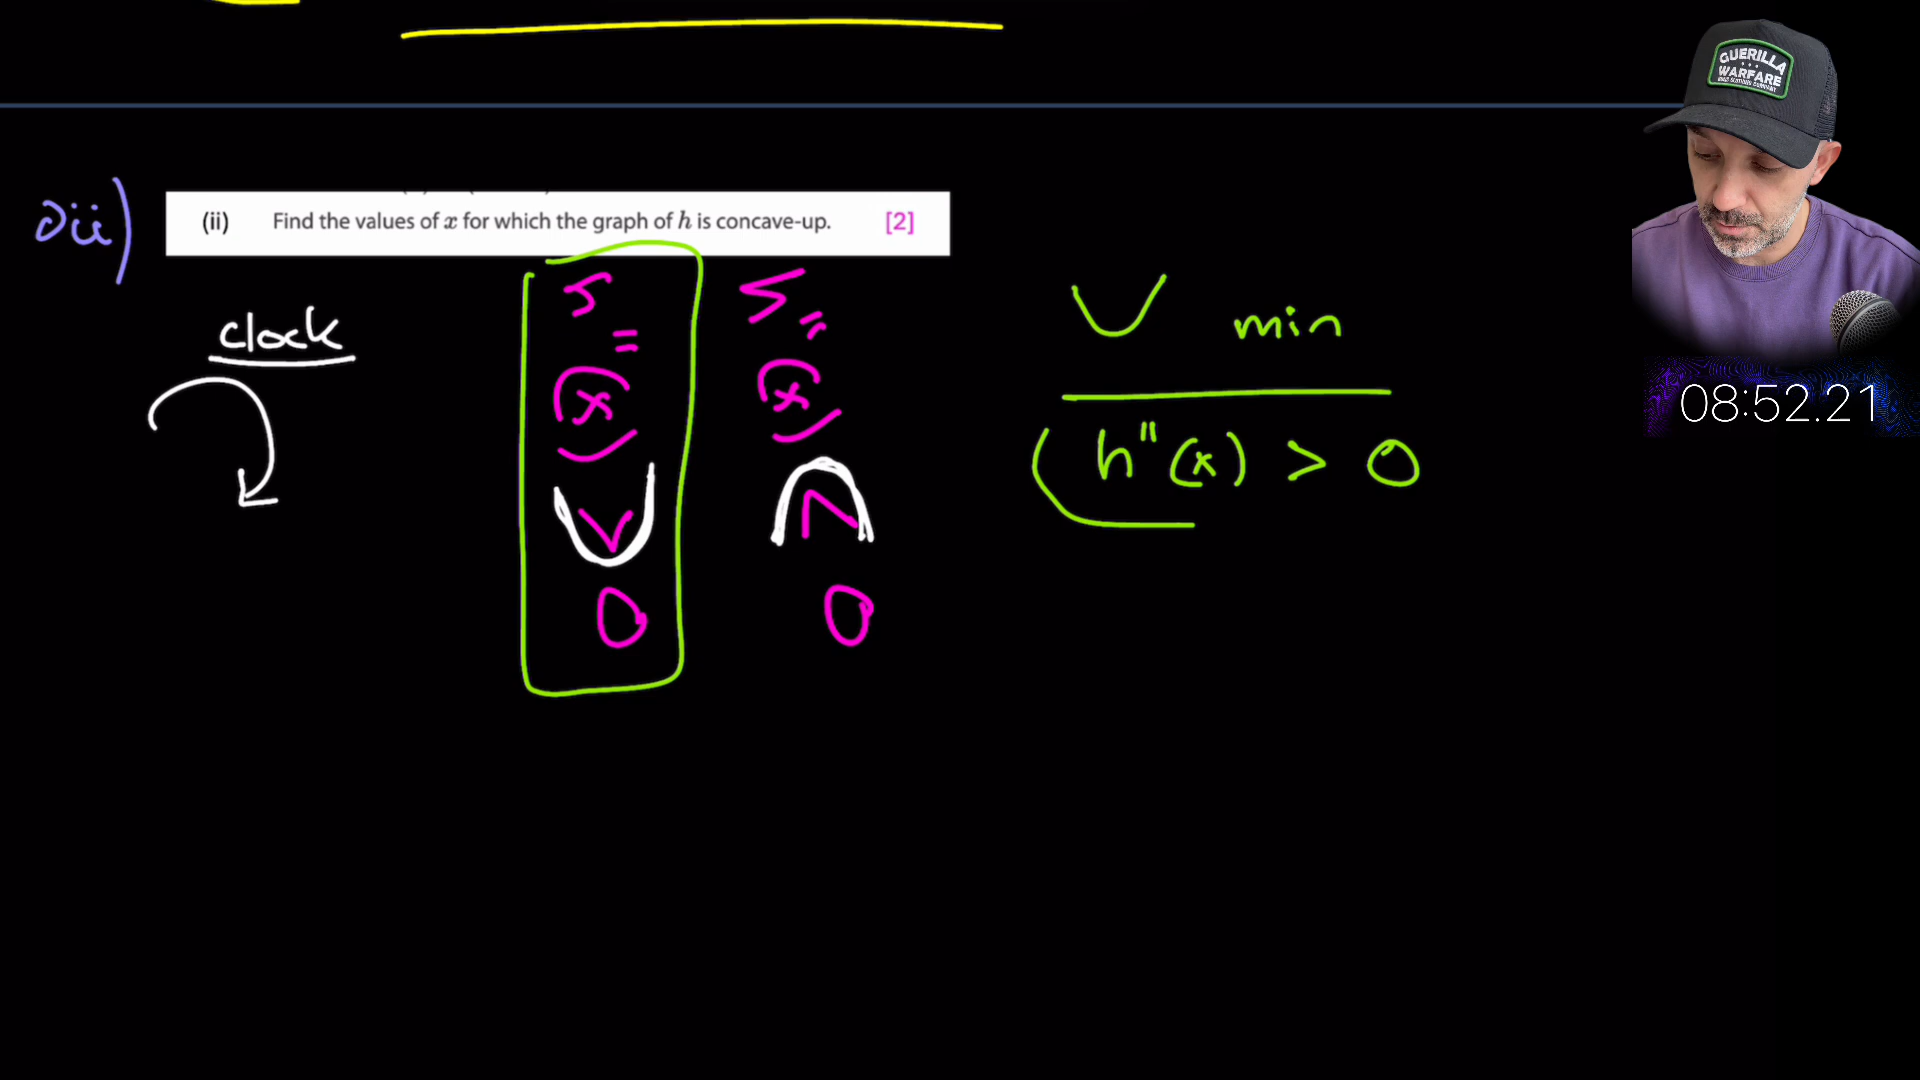 GUERILLA
WARFARE
dii)
(ii) Find the values of x for which the graph of h is concave-up. [2]
clock
f"(x) > 0
f"(x) < 0
min
h"(x) > 0
08:52.21